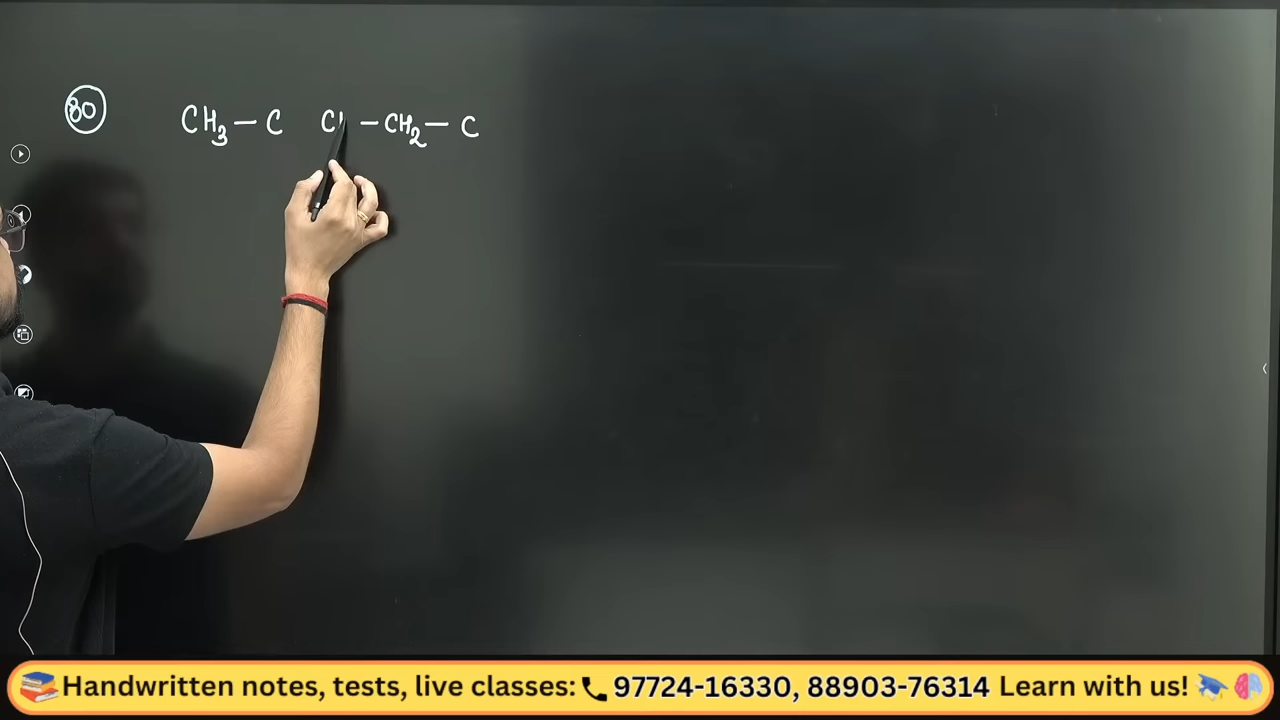 80 CH₃ — C C — CH₂ — C
Handwritten notes, tests, live classes: 97724-16330, 88903-76314 Learn with us!